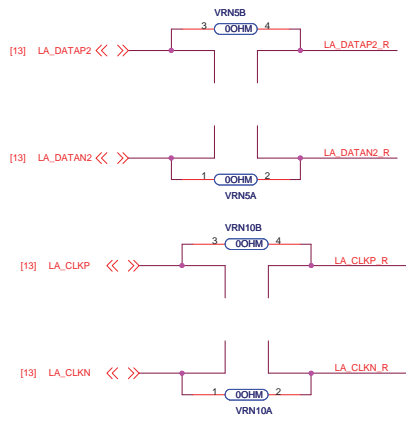 VRN5B
3 0OHM 4
[13] LA_DATAP2 LA_DATAP2_R
[13] LA_DATAN2 LA_DATAN2_R
1 0OHM 2
VRN5A
VRN10B
3 0OHM 4
[13] LA_CLKP LA_CLKP_R
[13] LA_CLKN LA_CLKN_R
1 0OHM 2
VRN10A